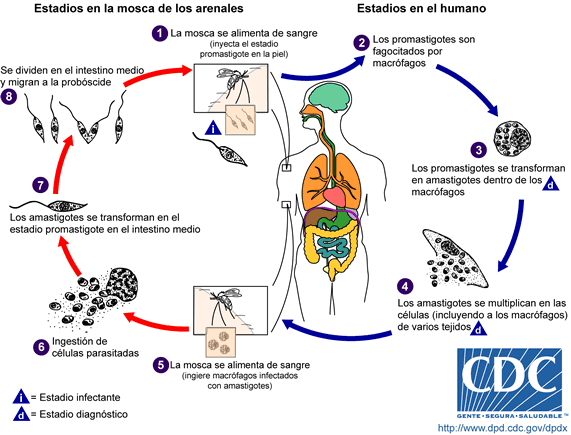 Estadios en la mosca de los arenales
Estadios en el humano
1 La mosca se alimenta de sangre
(inyecta el estadio
promastigote en la piel)
2 Los promastigotes son
fagocitados por
macrófagos
3
Los promastigotes se transforman
en amastigotes dentro de los
macrófagos
d
4
Los amastigotes se multiplican en las
células (incluyendo a los macrófagos)
de varios tejidos d
5 La mosca se alimenta de sangre
(ingiere macrófagos infectados
con amastigotes)
6 Ingestión de
células parasitadas
7
Los amastigotes se transforman en el
estadio promastigote en el intestino medio
Se dividen en el intestino medio
y migran a la probóscide
8
i
i = Estadio infectante
d = Estadio diagnóstico
CDC
GENTE·SEGURA·SALUDABLE™
http://www.dpd.cdc.gov/dpdx